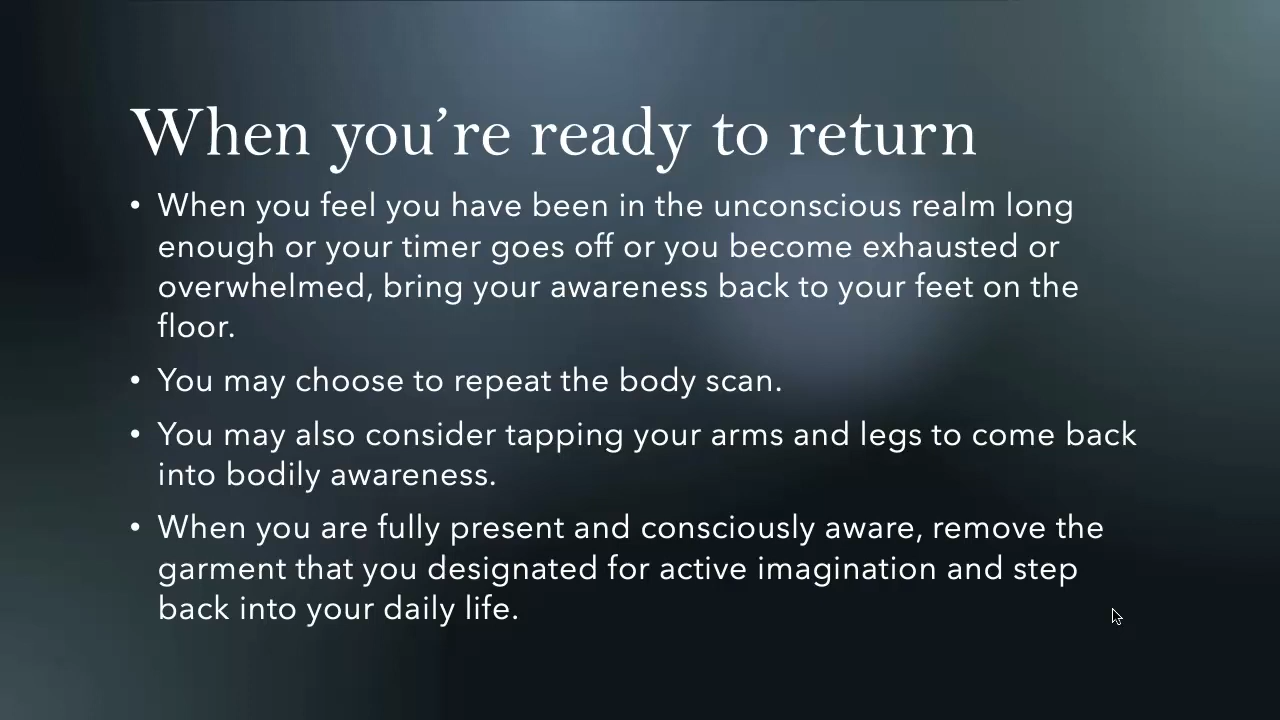 When you’re ready to return
• When you feel you have been in the unconscious realm long
enough or your timer goes off or you become exhausted or
overwhelmed, bring your awareness back to your feet on the
floor.
• You may choose to repeat the body scan.
• You may also consider tapping your arms and legs to come back
into bodily awareness.
• When you are fully present and consciously aware, remove the
garment that you designated for active imagination and step
back into your daily life.